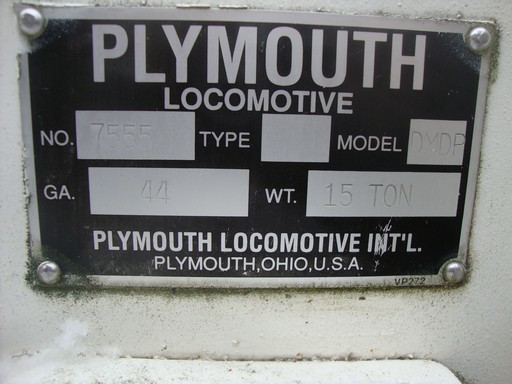 PLYMOUTH
LOCOMOTIVE
NO. 7555 TYPE MODEL DMDP
GA. 44 WT. 15 TON
PLYMOUTH LOCOMOTIVE INT'L.
PLYMOUTH, OHIO, U.S.A.
VP272